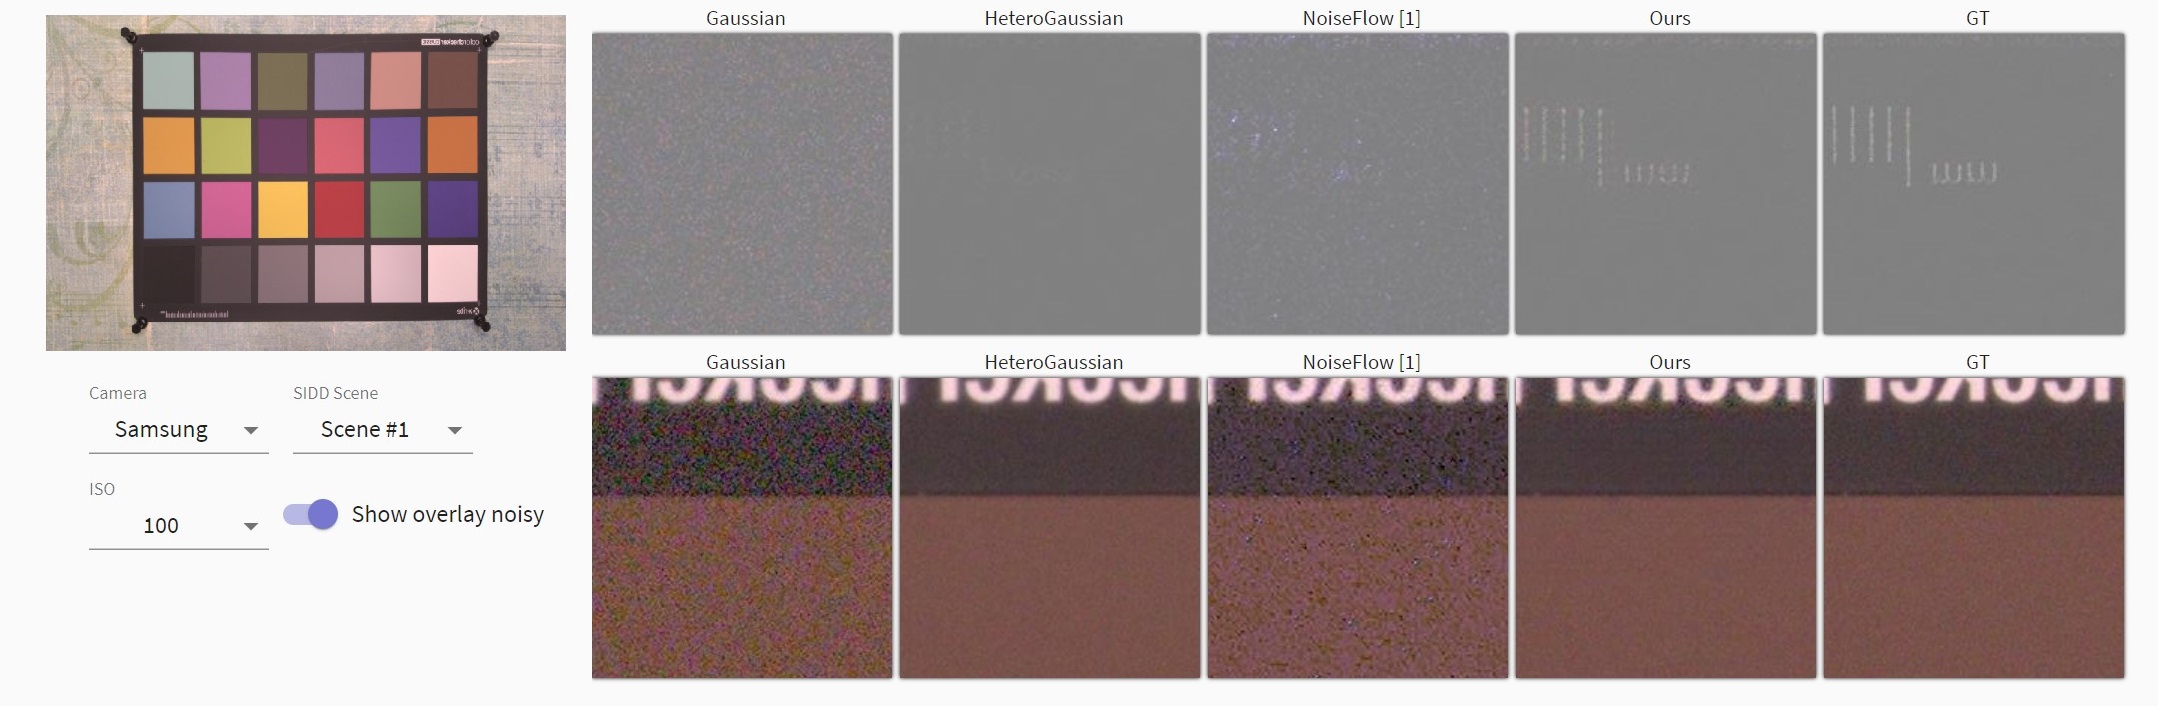 Gaussian HeteroGaussian NoiseFlow [1] Ours GT
Gaussian HeteroGaussian NoiseFlow [1] Ours GT
Camera SIDD Scene
Samsung Scene #1
ISO
100 Show overlay noisy